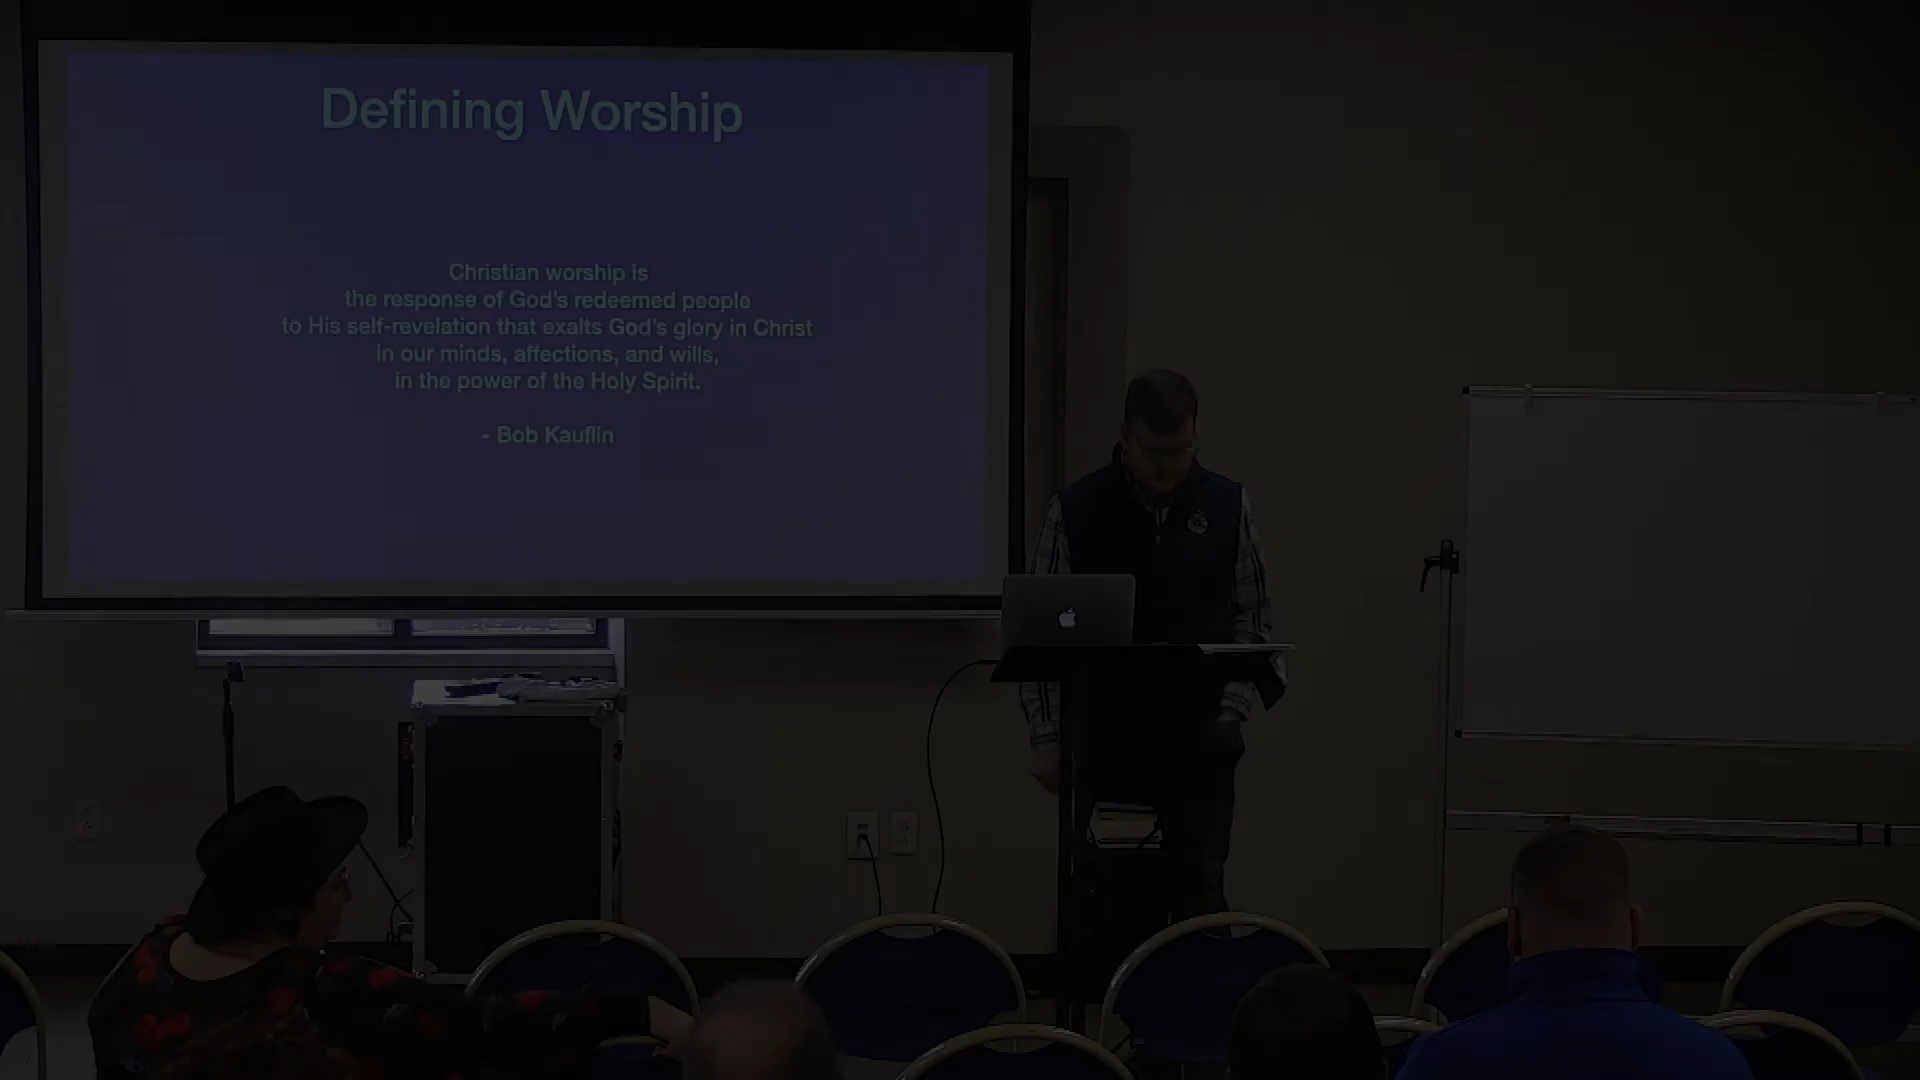 Defining Worship
Christian worship is
the response of God's redeemed people
to His self-revelation that exalts God's glory in Christ
in our minds, affections, and wills,
in the power of the Holy Spirit.
- Bob Kauflin